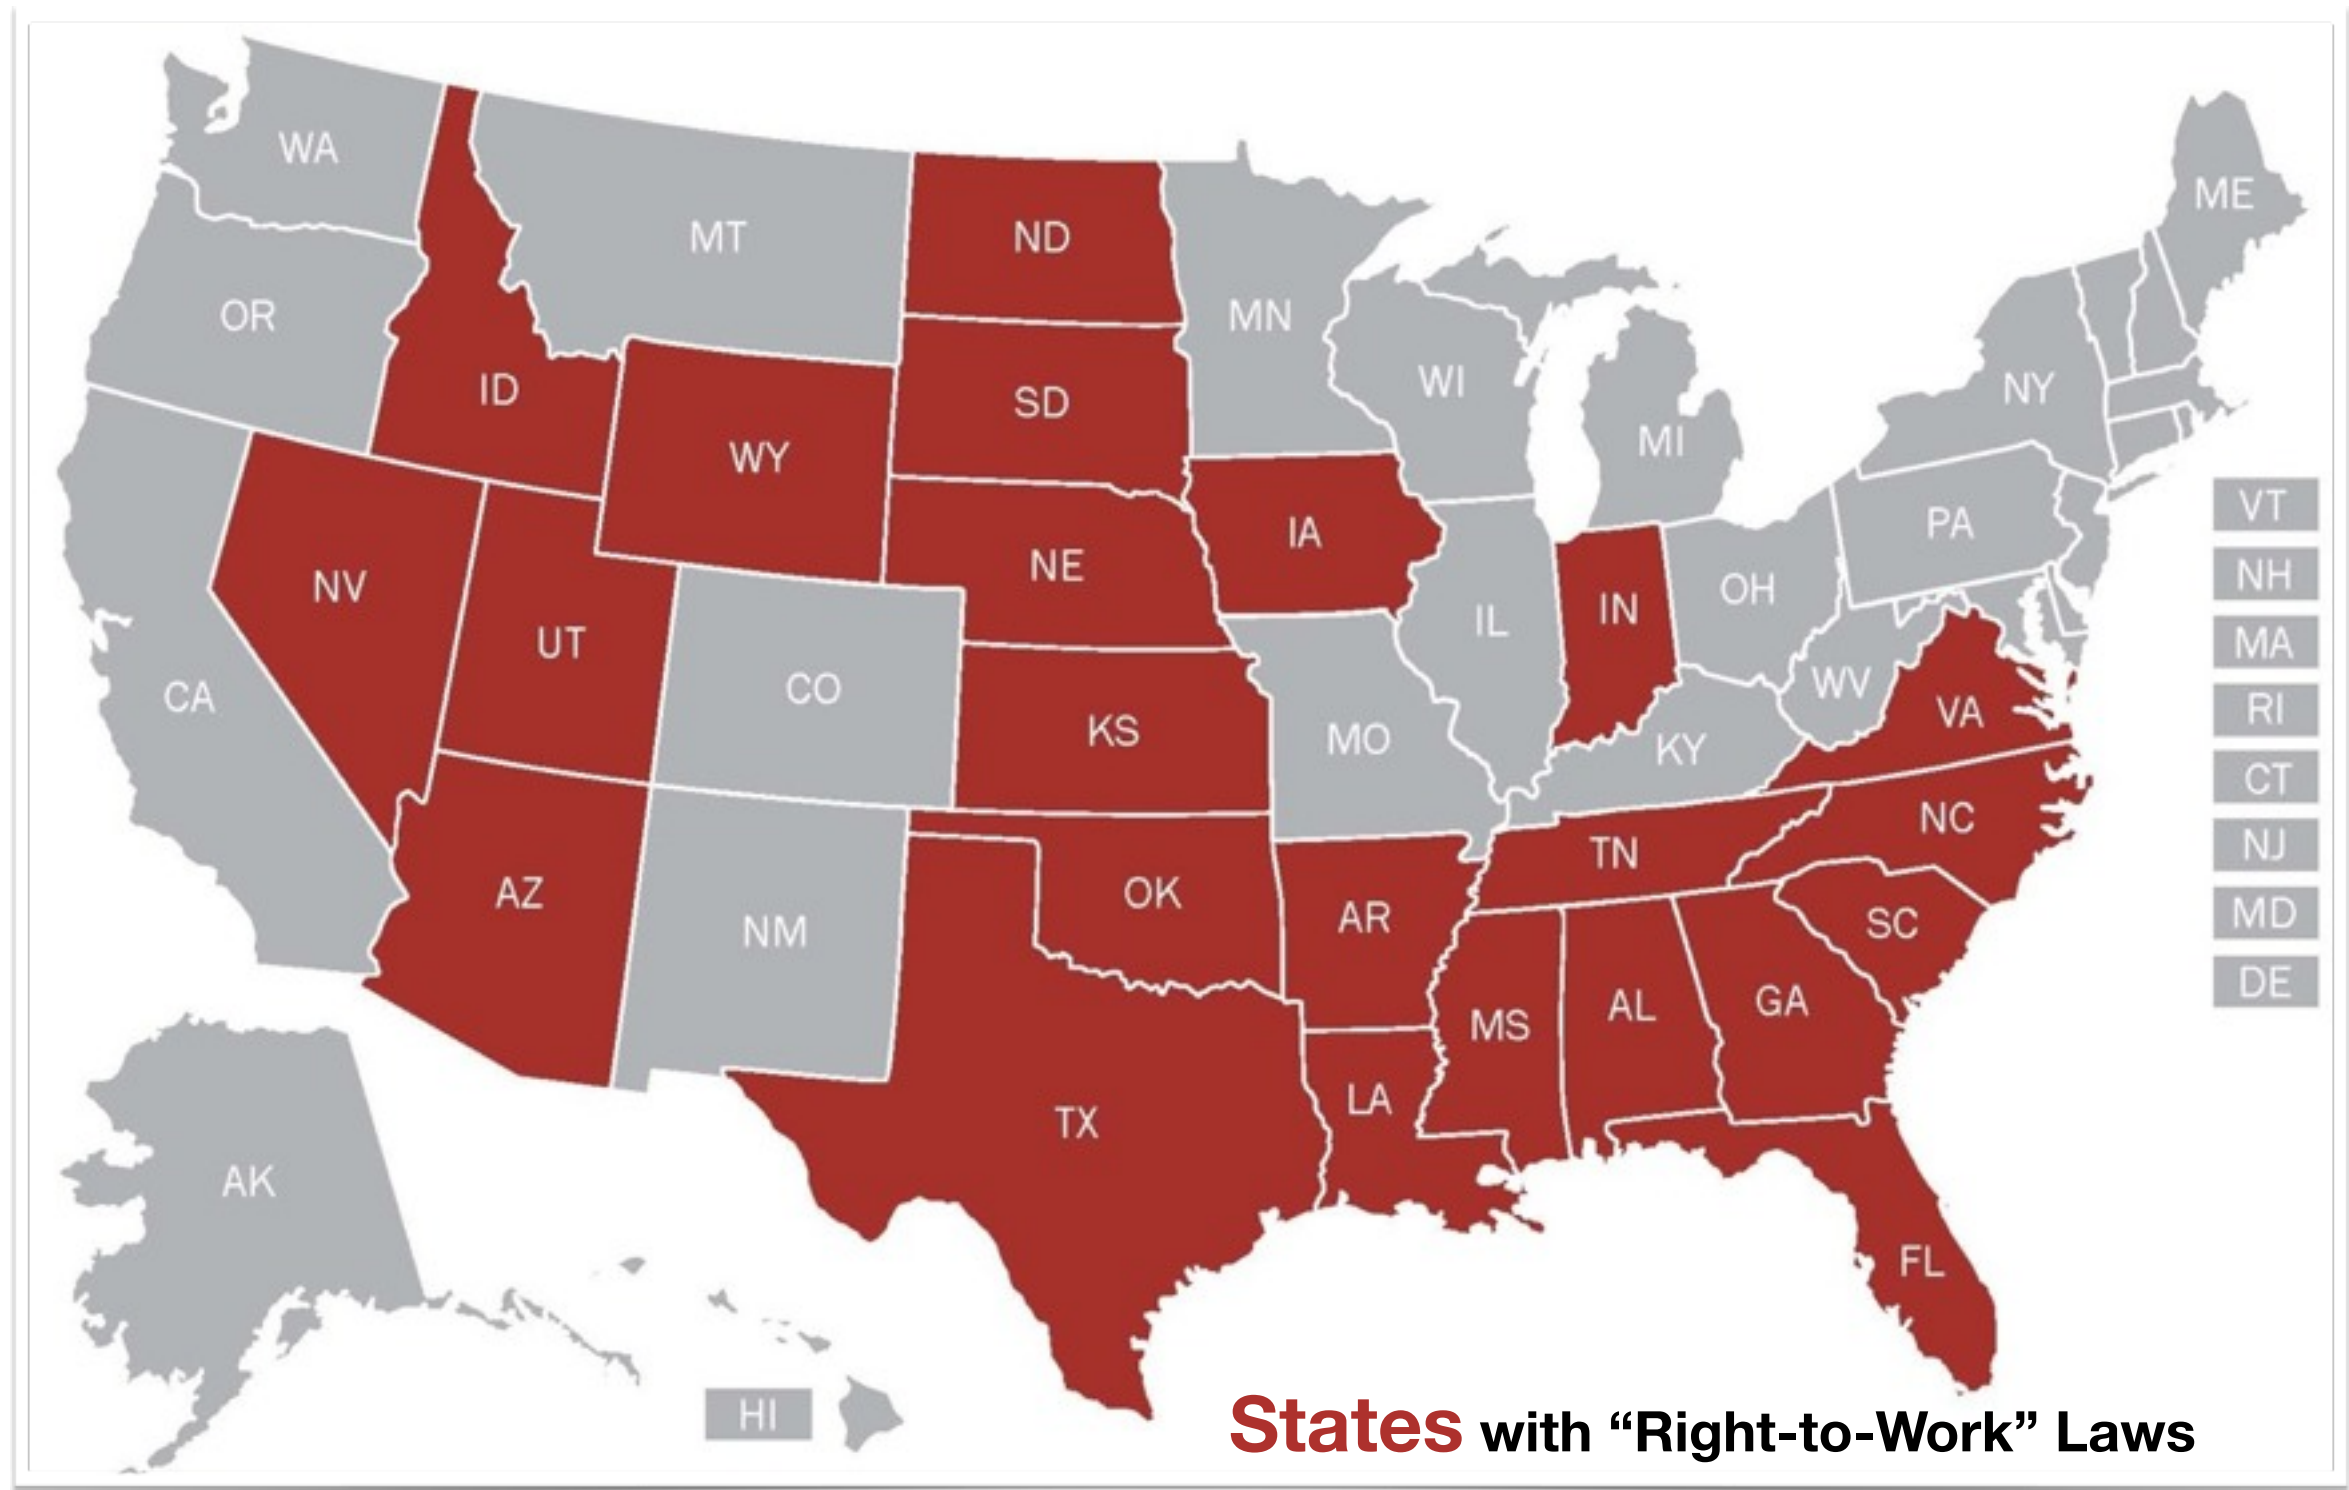 WA
MT
ND
ME
OR
MN
ID
SD
WI
NY
WY
MI
VT
PA
IA
NE
NH
NV
OH
IN
IL
UT
MA
WV
CO
CA
RI
VA
KS
MO
KY
CT
NC
TN
NJ
AZ
OK
AR
MD
NM
SC
DE
GA
AL
MS
LA
TX
AK
FL
HI
States with “Right-to-Work” Laws